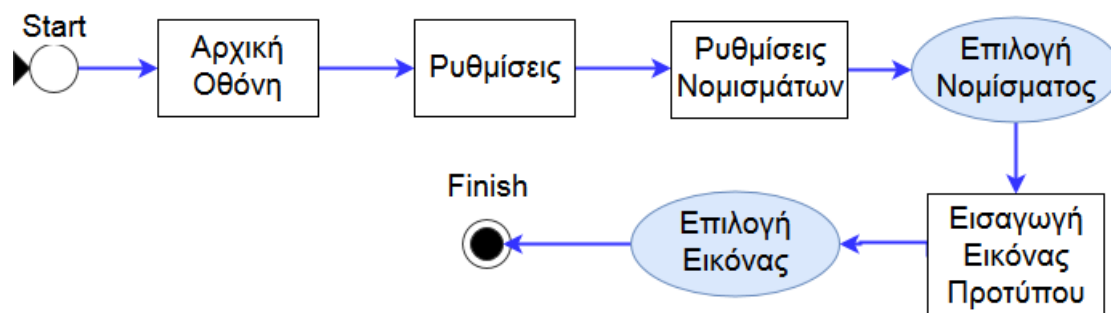 Start
Αρχική
Οθόνη
Ρυθμίσεις
Ρυθμίσεις
Νομισμάτων
Επιλογή
Νομίσματος
Εισαγωγή
Εικόνας
Προτύπου
Επιλογή
Εικόνας
Finish